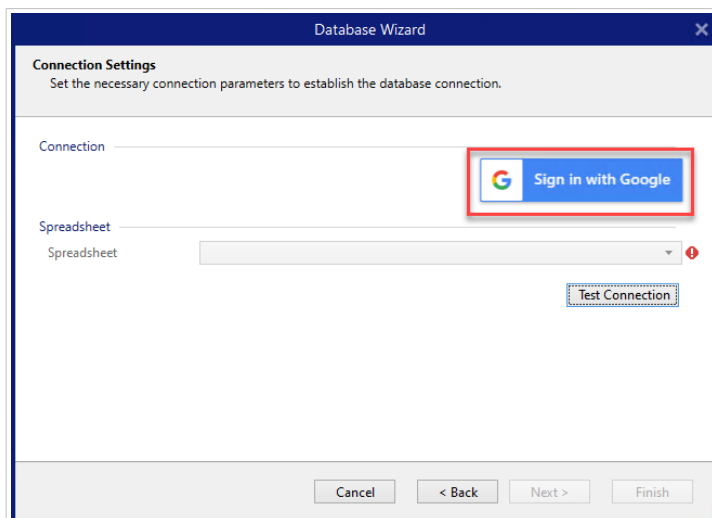 Database Wizard
Connection Settings
Set the necessary connection parameters to establish the database connection.
Connection
Sign in with Google
Spreadsheet
Spreadsheet
Test Connection
Cancel
< Back
Next >
Finish